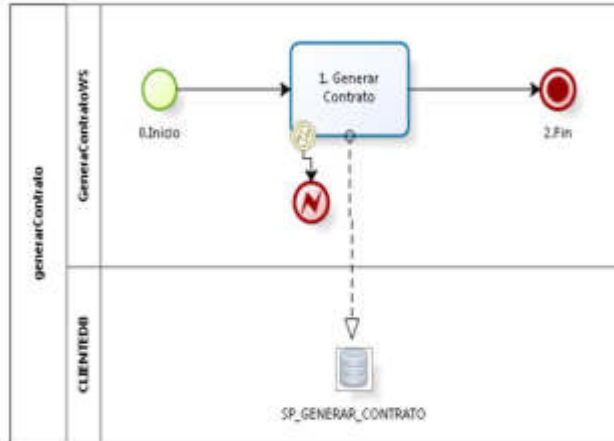 generarContrato
GeneraContratoWS
0.Inicio
1. Generar
Contrato
2.Fin
CLIENTEDB
SP_GENERAR_CONTRATO